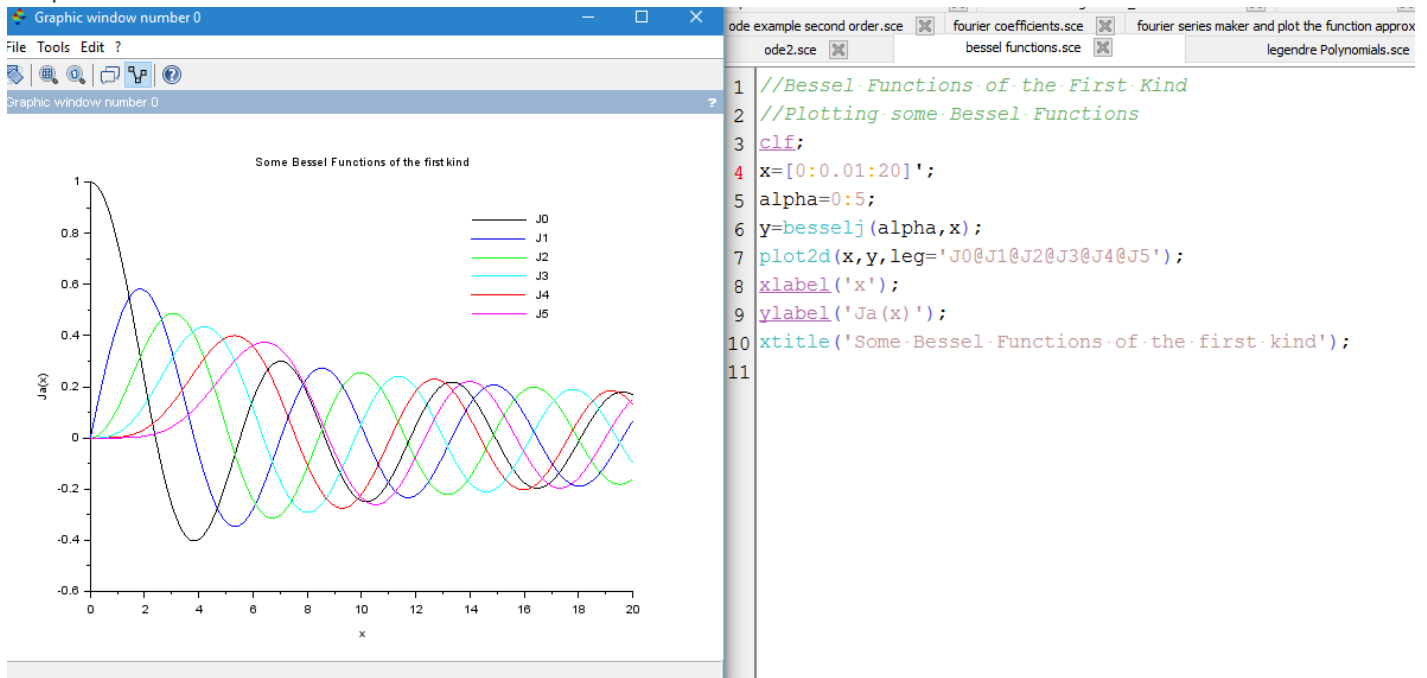 Graphic window number 0
File Tools Edit ?
Graphic window number 0
?
Some Bessel Functions of the first kind
1
0.8
0.6
0.4
0.2
0
-0.2
-0.4
-0.6
Ja(x)
J0
J1
J2
J3
J4
J5
0 2 4 6 8 10 12 14 16 18 20
x
ode example second order.sce fourier coefficients.sce fourier series maker and plot the function approx
ode2.sce bessel functions.sce legendre Polynomials.sce
1 //Bessel Functions of the First Kind
2 //Plotting some Bessel Functions
3 clf;
4 x=[0:0.01:20]';
5 alpha=0:5;
6 y=besselj(alpha,x);
7 plot2d(x,y,leg='J0@J1@J2@J3@J4@J5');
8 xlabel('x');
9 ylabel('Ja(x)');
10 xtitle('Some Bessel Functions of the first kind');
11